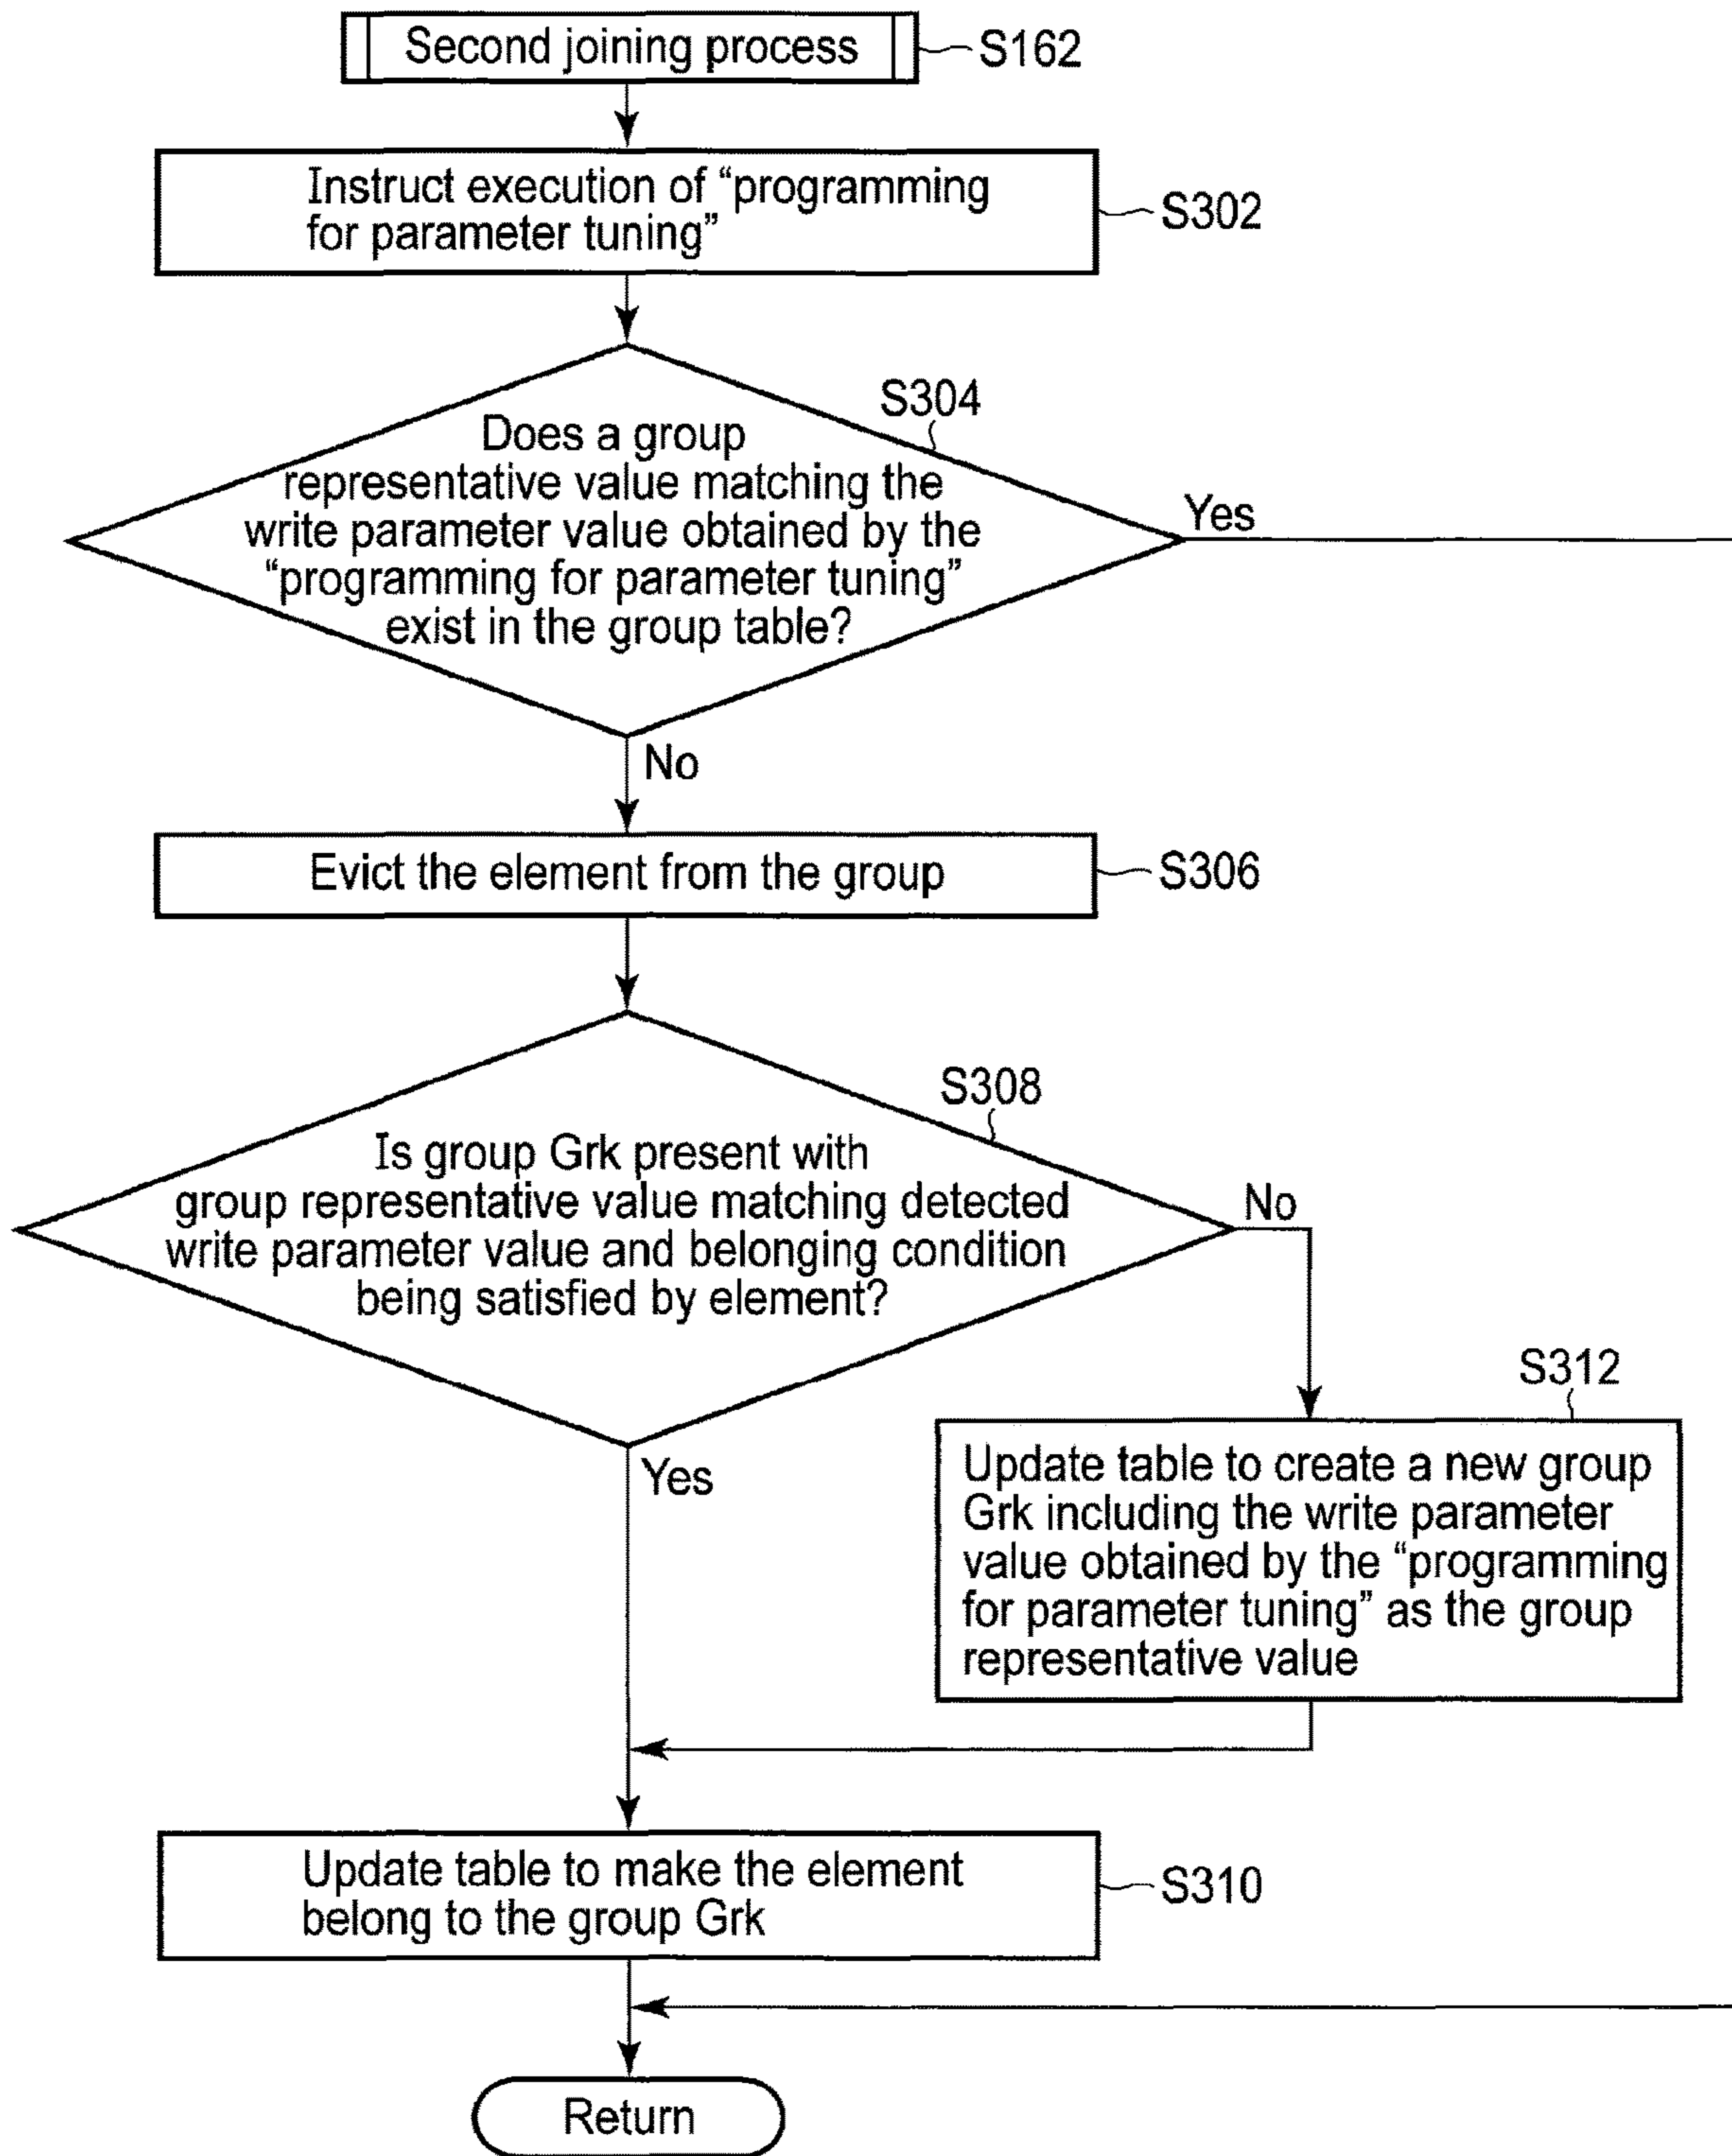 Second joining process
S162
Instruct execution of “programming
for parameter tuning”
S302
S304
Does a group
representative value matching the
write parameter value obtained by the
“programming for parameter tuning”
exist in the group table?
Yes
No
Evict the element from the group
S306
S308
Is group Grk present with
group representative value matching detected
write parameter value and belonging condition
being satisfied by element?
No
Yes
S312
Update table to create a new group
Grk including the write parameter
value obtained by the “programming
for parameter tuning” as the group
representative value
Update table to make the element
belong to the group Grk
S310
Return